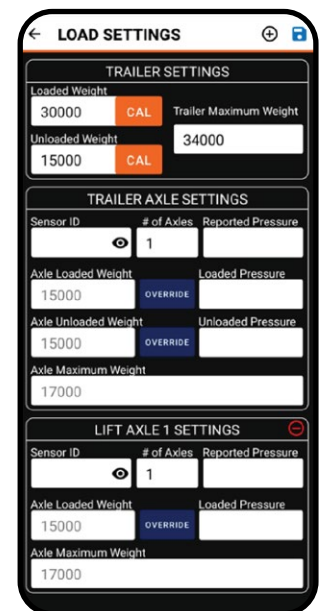 LOAD SETTINGS
TRAILER SETTINGS
Loaded Weight
30000 CAL
Trailer Maximum Weight
34000
Unloaded Weight
15000 CAL
TRAILER AXLE SETTINGS
Sensor ID # of Axles Reported Pressure
1
Axle Loaded Weight Loaded Pressure
15000 OVERRIDE
Axle Unloaded Weight Unloaded Pressure
15000 OVERRIDE
Axle Maximum Weight
17000
LIFT AXLE 1 SETTINGS
Sensor ID # of Axles Reported Pressure
1
Axle Loaded Weight Loaded Pressure
15000 OVERRIDE
Axle Maximum Weight
17000